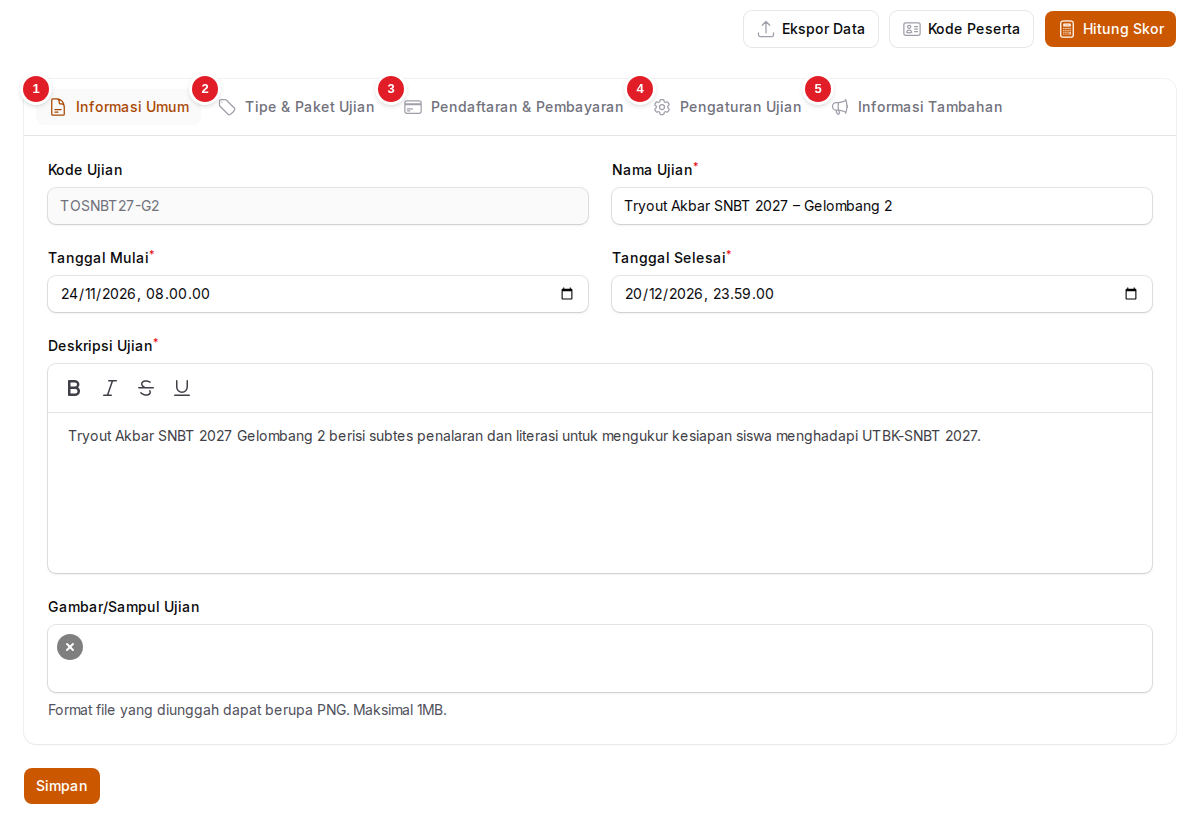 Ekspor Data Kode Peserta Hitung Skor
1 Informasi Umum 2 Tipe & Paket Ujian 3 Pendaftaran & Pembayaran 4 Pengaturan Ujian 5 Informasi Tambahan
Kode Ujian Nama Ujian*
TOSNBT27-G2 Tryout Akbar SNBT 2027 – Gelombang 2
Tanggal Mulai* Tanggal Selesai*
24/11/2026, 08.00.00 20/12/2026, 23.59.00
Deskripsi Ujian*
B I S U
Tryout Akbar SNBT 2027 Gelombang 2 berisi subtes penalaran dan literasi untuk mengukur kesiapan siswa menghadapi UTBK-SNBT 2027.
Gambar/Sampul Ujian
Format file yang diunggah dapat berupa PNG. Maksimal 1MB.
Simpan